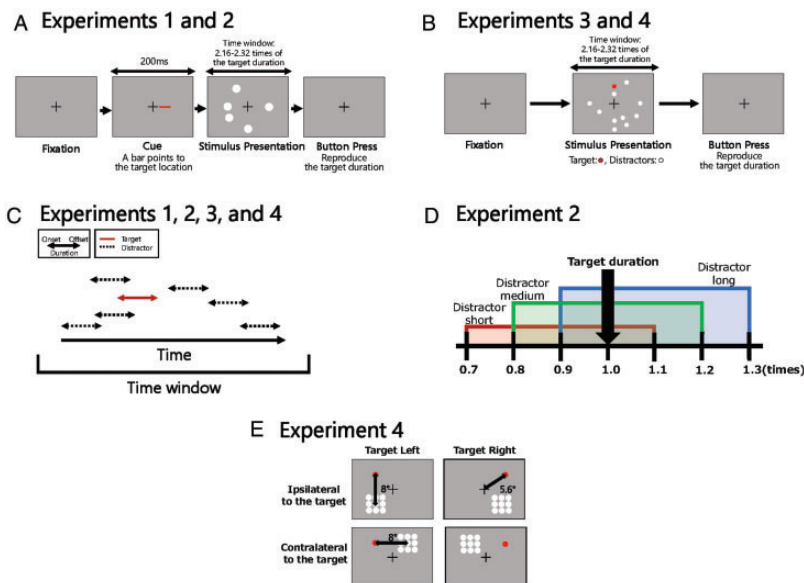 A Experiments 1 and 2
200ms
Time window:
2.16-2.32 times of
the target duration
Fixation
Cue
A bar points to
the target location
Stimulus Presentation
Button Press
Reproduce
the target duration
B Experiments 3 and 4
Time window:
2.16-2.32 times of
the target duration
Fixation
Stimulus Presentation
Target:●, Distractors:○
Button Press
Reproduce
the target duration
C Experiments 1, 2, 3, and 4
Onset Offset
Duration
Target
Distractor
Time
Time window
D Experiment 2
Target duration
Distractor
short
Distractor
medium
Distractor
long
0.7 0.8 0.9 1.0 1.1 1.2 1.3(times)
E Experiment 4
Target Left Target Right
Ipsilateral
to the target
8°
5.6°
Contralateral
to the target
8°